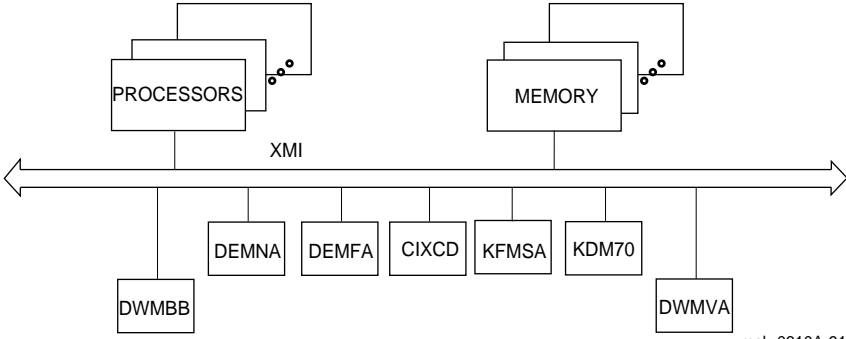 PROCESSORS
MEMORY
XMI
DEMNA
DEMFA
CIXCD
KFMSA
KDM70
DWMBB
DWMVA